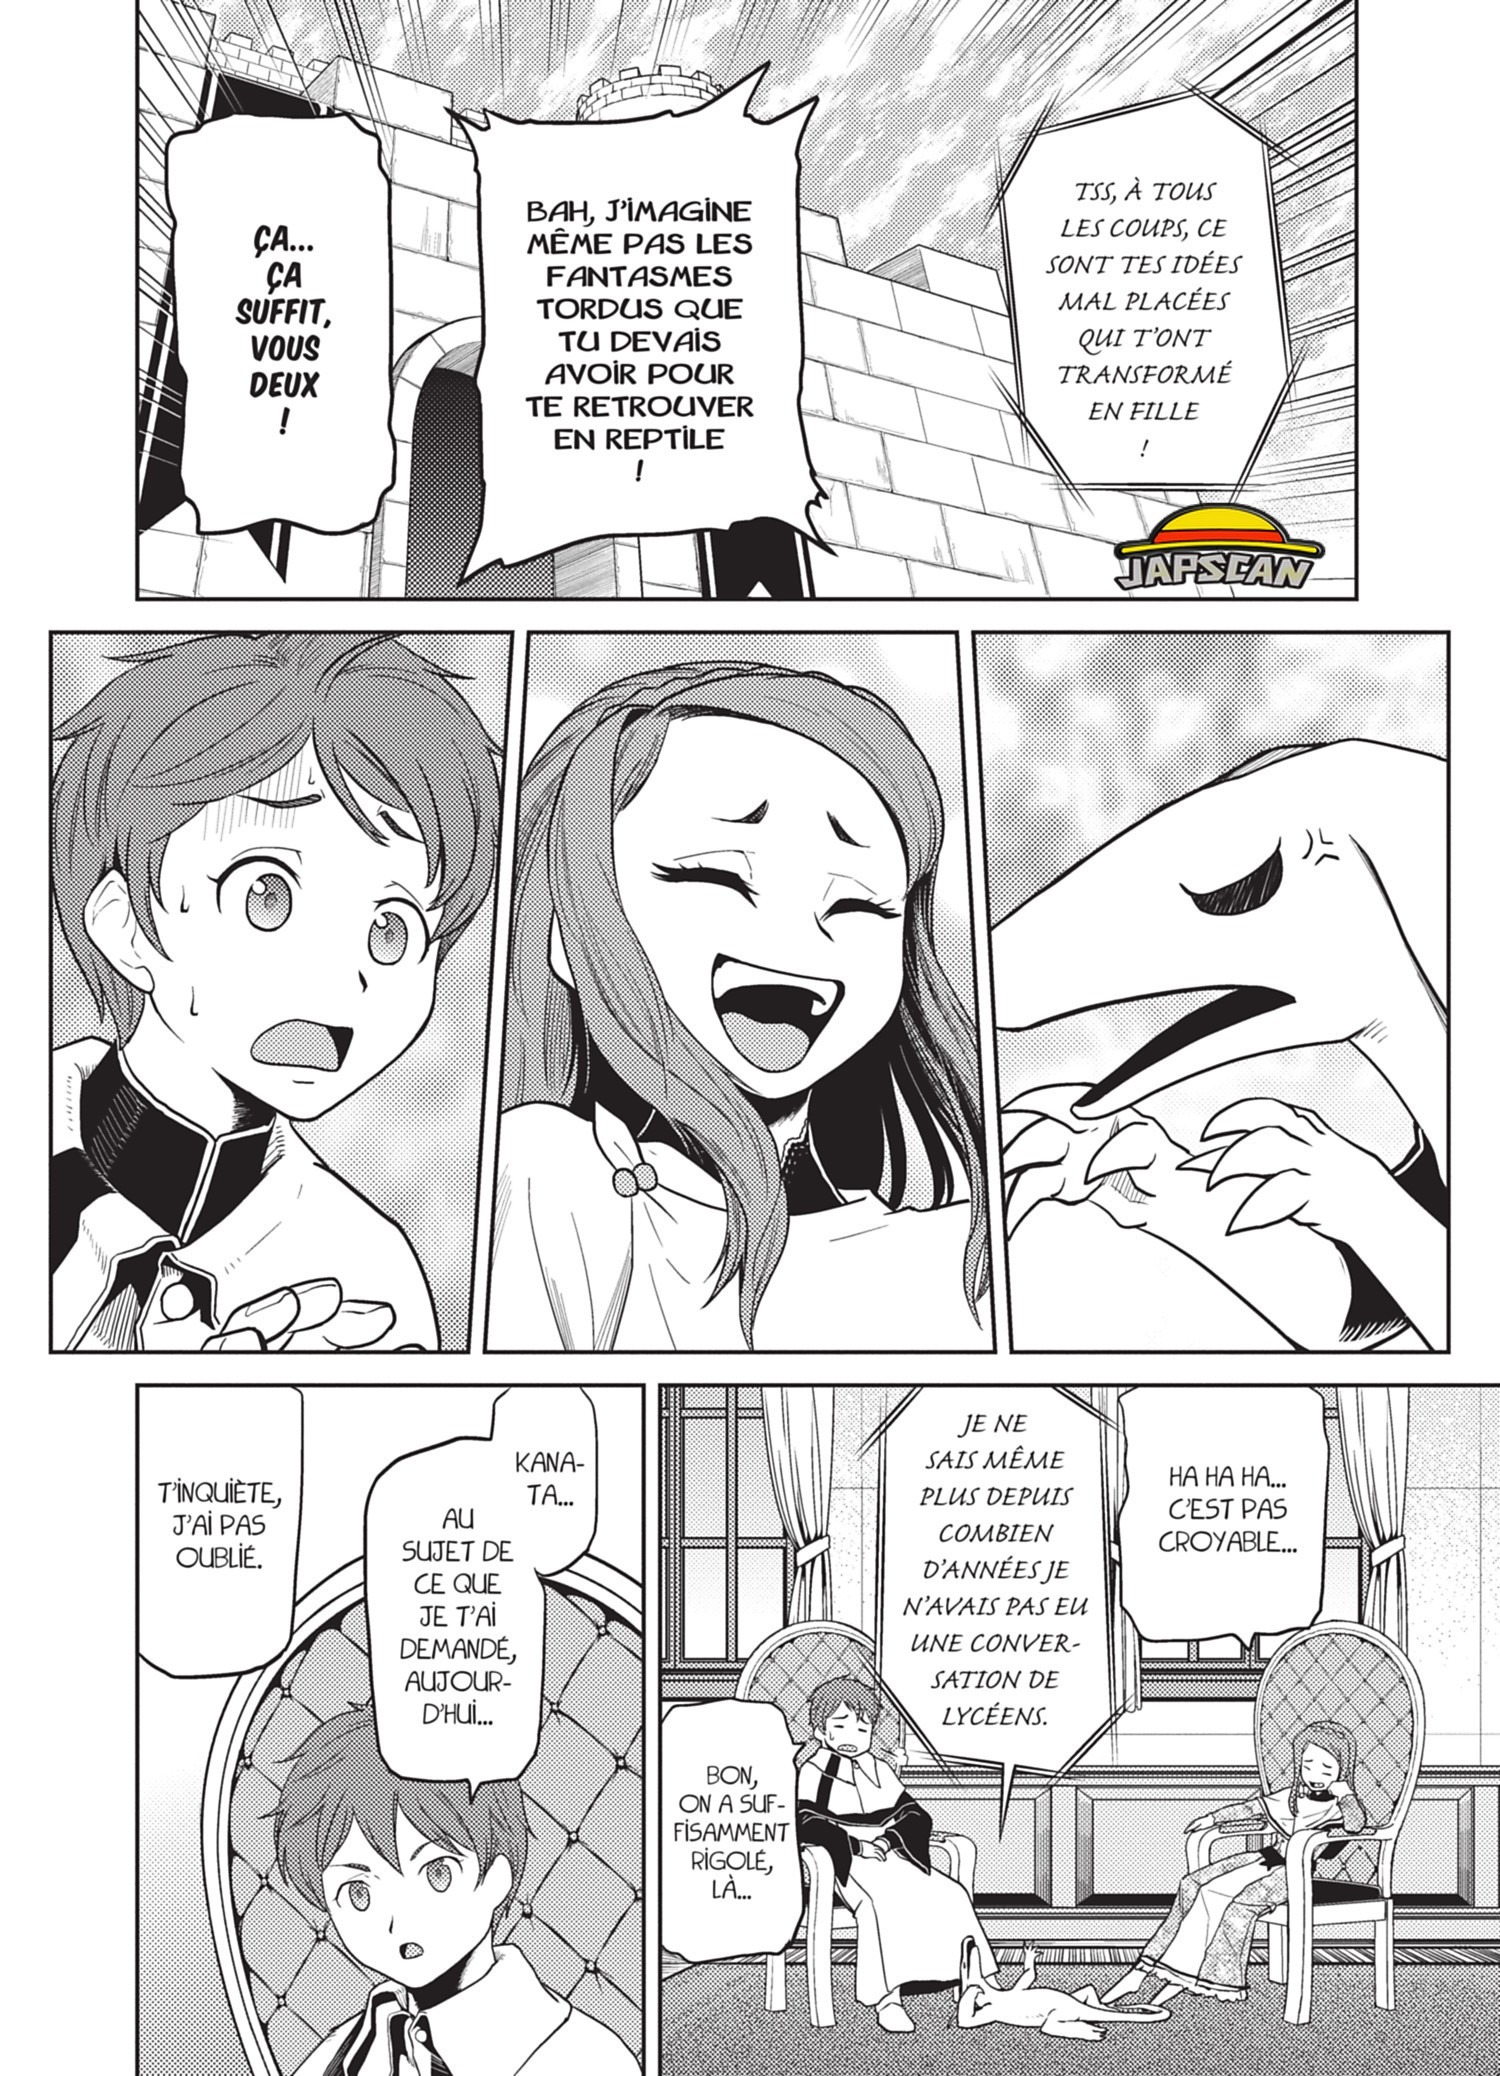 TSS, À TOUS
LES COUPS, CE
SONT TES IDÉES
MAL PLACÉES
QUI T'ONT
TRANSFORMÉ
EN FILLE
!
BAH, J'IMAGINE
MÊME PAS LES
FANTASMES
TORDUS QUE
TU DEVAIS
AVOIR POUR
TE RETROUVER
EN REPTILE
!
ÇA...
ÇA
SUFFIT,
VOUS
DEUX
!
JAPSCAN
HA HA HA...
C'EST PAS
CROYABLE...
JE NE
SAIS MÊME
PLUS DEPUIS
COMBIEN
D'ANNÉES JE
N'AVAIS PAS EU
UNE CONVER-
SATION DE
LYCÉENS.
BON,
ON A SUF-
FISAMMENT
RIGOLÉ,
LÀ...
KANA-
TA...
AU
SUJET DE
CE QUE
JE T'AI
DEMANDÉ,
AUJOUR-
D'HUI...
T'INQUIÈTE,
J'AI PAS
OUBLIÉ.